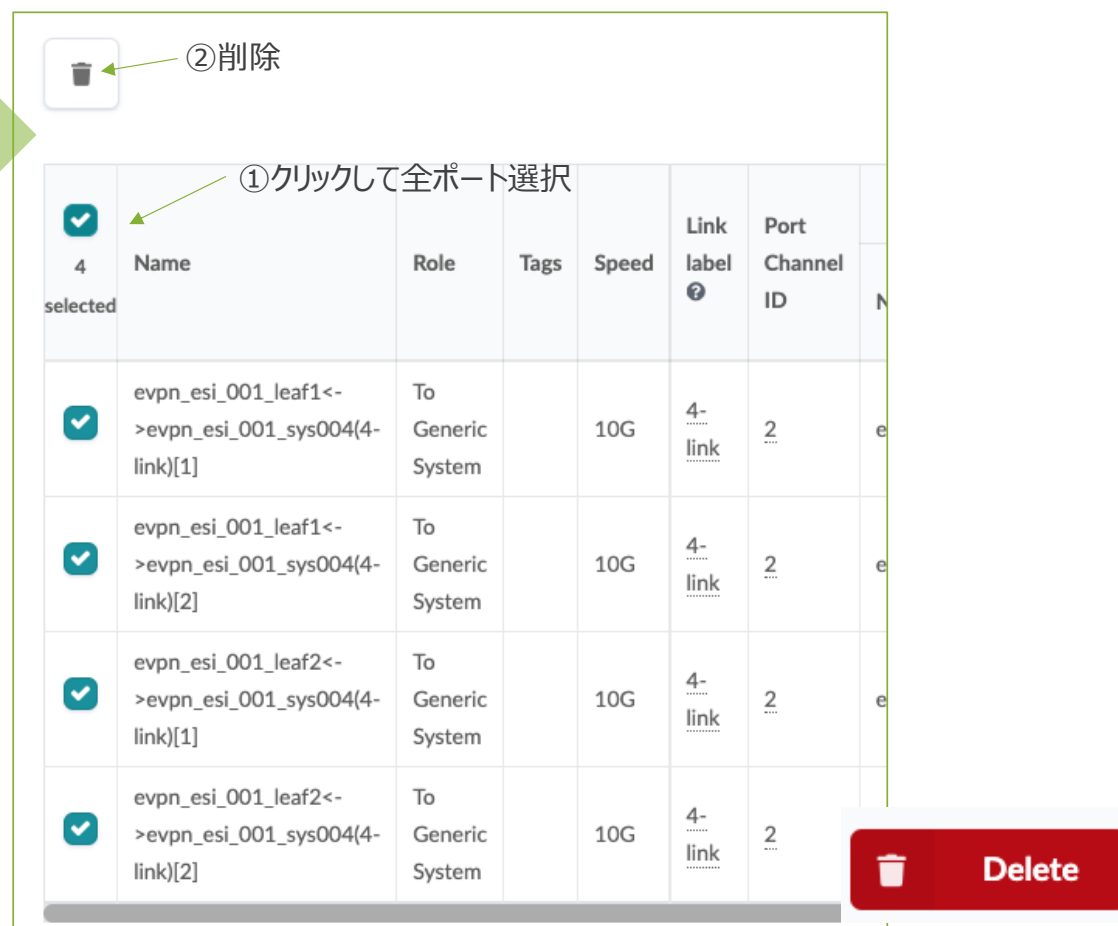 ②削除
①クリックして全ポート選択
4
selected
Name
Role
Tags
Speed
Link
label
Port
Channel
ID
N
evpn_esi_001_leaf1<-
>evpn_esi_001_sys004(4-
link)[1]
To
Generic
System
10G
4-
link
2
e
evpn_esi_001_leaf1<-
>evpn_esi_001_sys004(4-
link)[2]
To
Generic
System
10G
4-
link
2
e
evpn_esi_001_leaf2<-
>evpn_esi_001_sys004(4-
link)[1]
To
Generic
System
10G
4-
link
2
e
evpn_esi_001_leaf2<-
>evpn_esi_001_sys004(4-
link)[2]
To
Generic
System
10G
4-
link
2
Delete